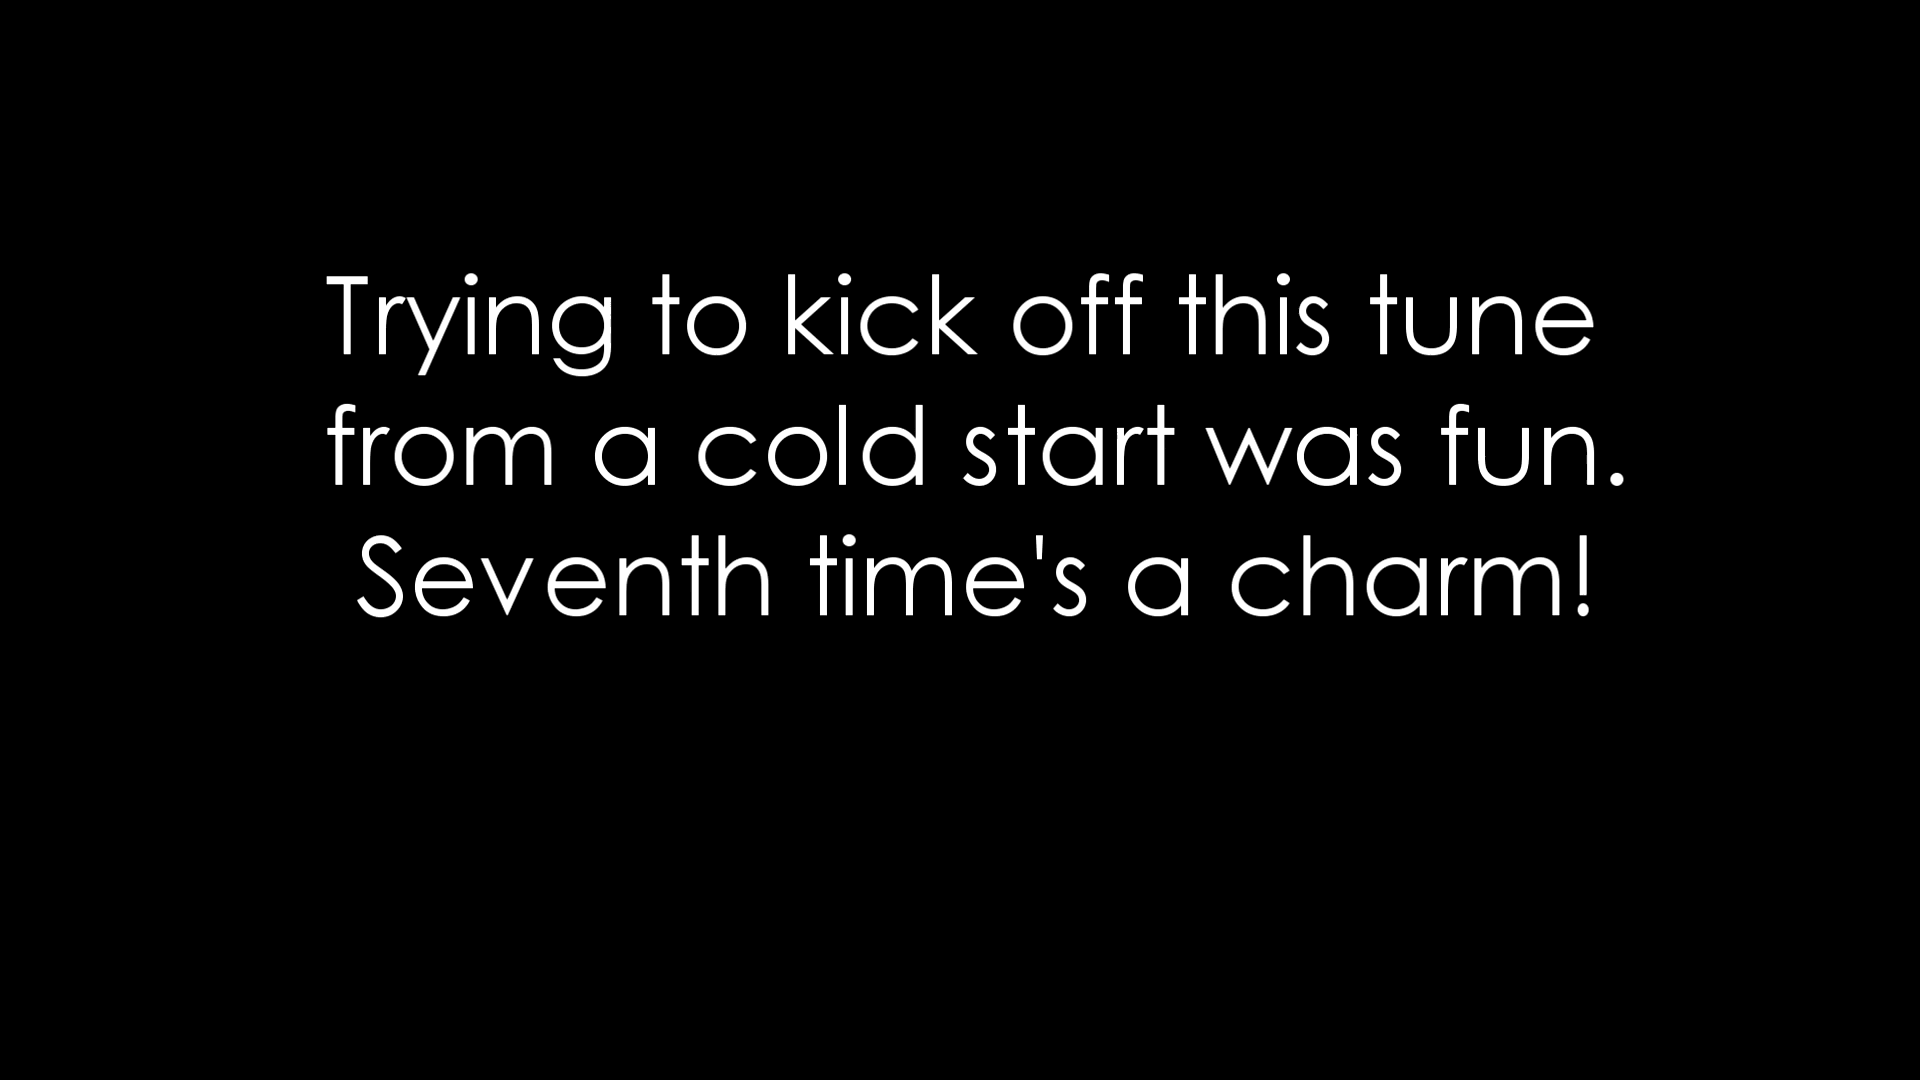 Trying to kick off this tune
from a cold start was fun.
Seventh time's a charm!